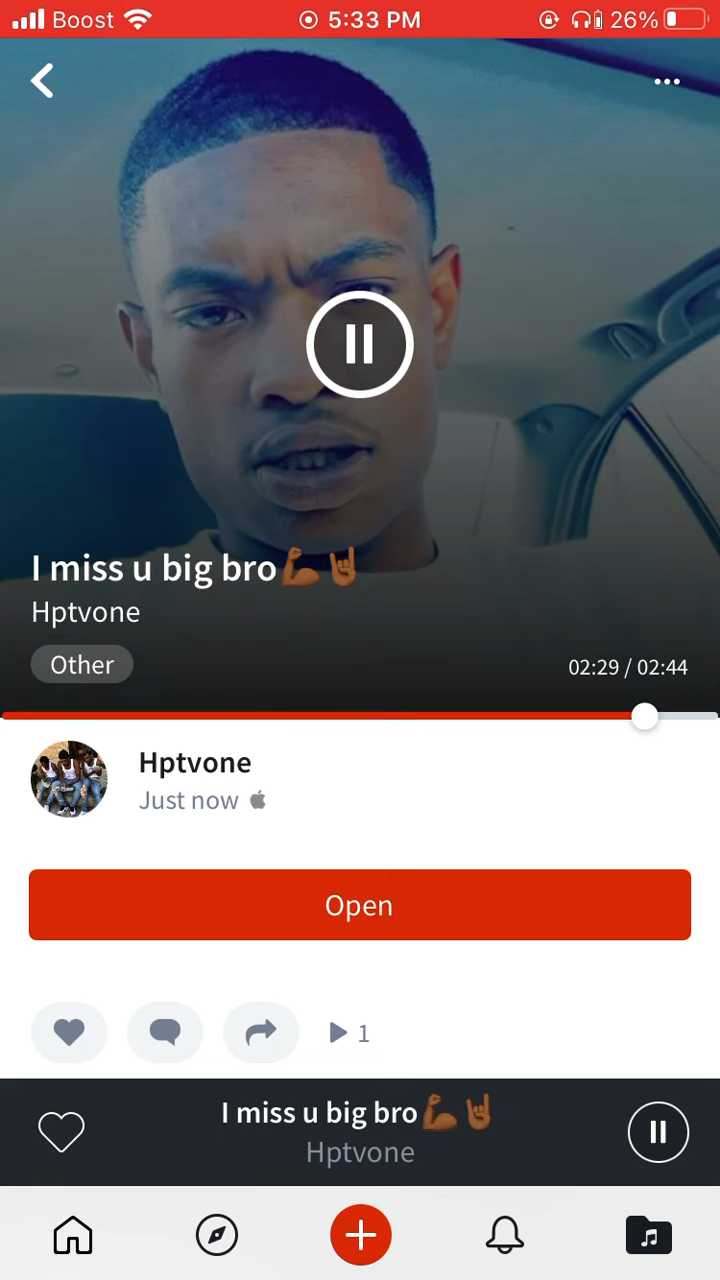 Boost 5:33 PM 26%
I miss u big bro💪🏾🤘🏾
Hptvone
Other
02:29 / 02:44
Hptvone
Just now
Open
1
I miss u big bro💪🏾🤘🏾
Hptvone